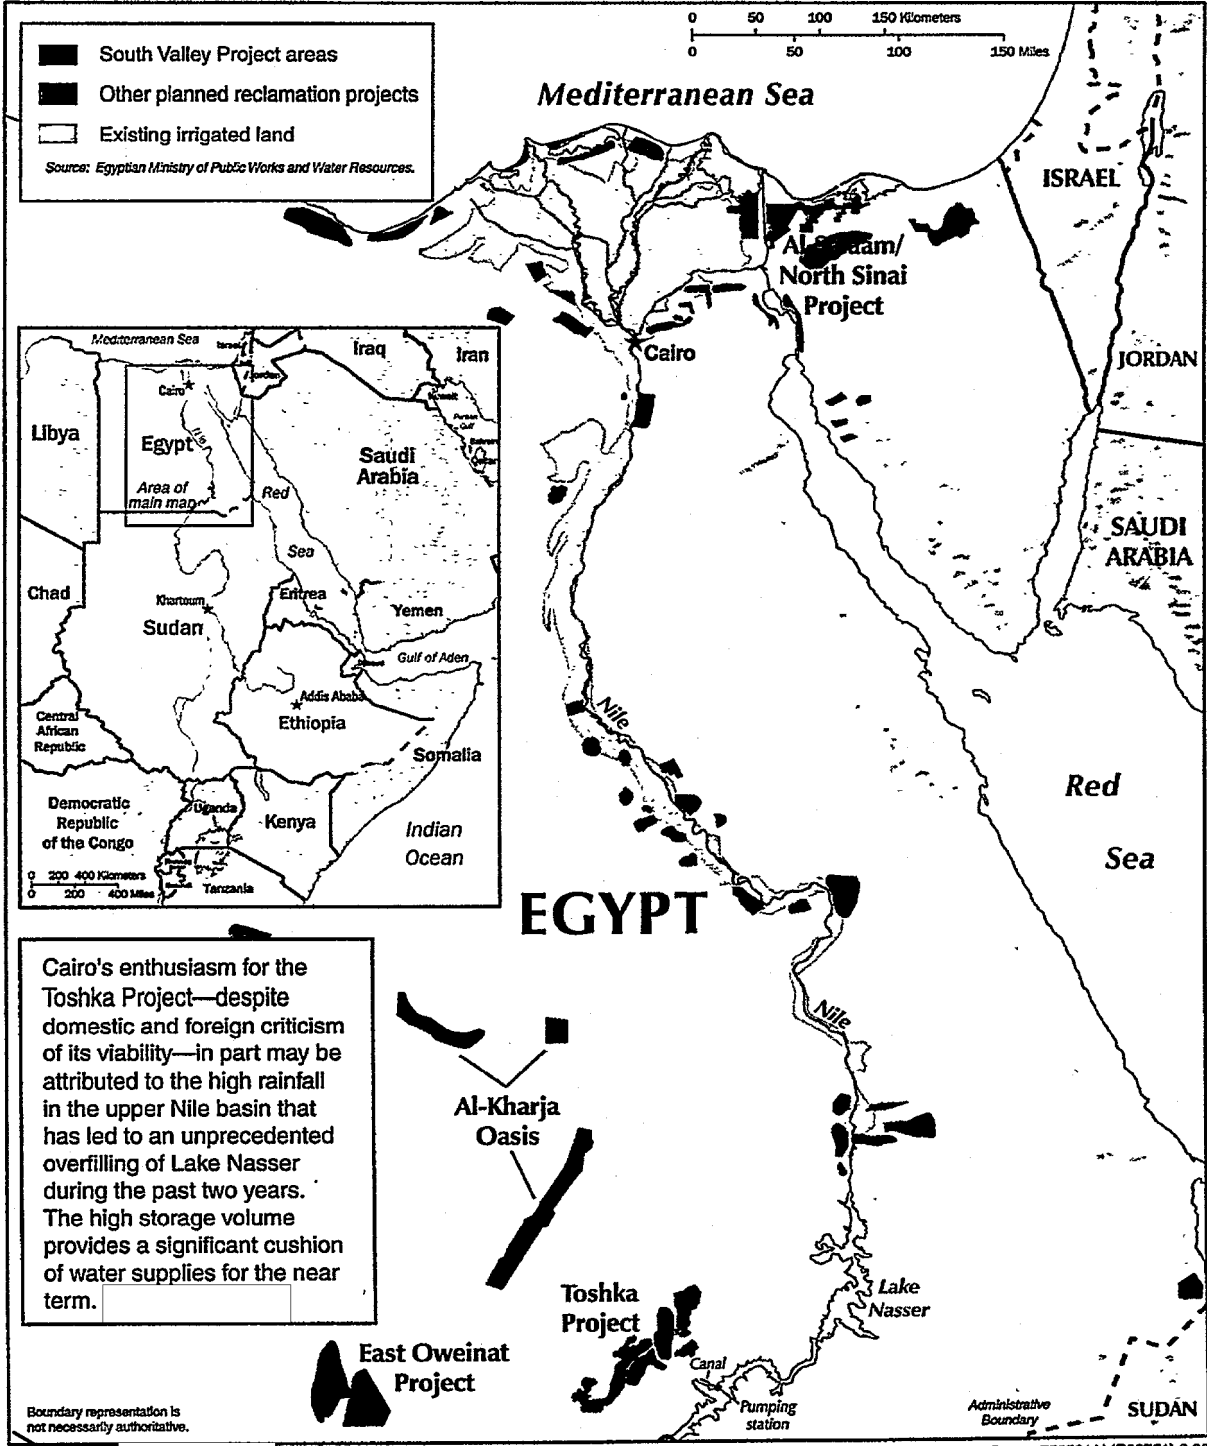 0 50 100 150 Kilometers
0 50 100 150 Miles
South Valley Project areas
Other planned reclamation projects
Existing irrigated land
Source: Egyptian Ministry of Public Works and Water Resources.
Mediterranean Sea
ISRAEL
North Sinai
Project
Cairo
JORDAN
SAUDI
ARABIA
Mediterranean Sea
Israel
Iraq
Iran
Jordan
Kuwait
Persian
Gulf
Cairo
Libya
Egypt
Nile
Saudi
Arabia
Area of
main map
Red
Sea
Chad
Khartoum
Sudan
Eritrea
Yemen
Gulf of Aden
Addis Ababa
Ethiopia
Central
African
Republic
Somalia
Democratic
Republic
of the Congo
Uganda
Kenya
Indian
Ocean
0 200 400 Kilometers
0 200 400 Miles
Tanzania
Nile
Red
Sea
EGYPT
Nile
Cairo's enthusiasm for the
Toshka Project—despite
domestic and foreign criticism
of its viability—in part may be
attributed to the high rainfall
in the upper Nile basin that
has led to an unprecedented
overfilling of Lake Nasser
during the past two years.
The high storage volume
provides a significant cushion
of water supplies for the near
term.
Al-Kharja
Oasis
Toshka
Project
Lake
Nasser
East Oweinat
Project
Canal
Pumping
station
Administrative
Boundary
SUDAN
Boundary representation is
not necessarily authoritative.